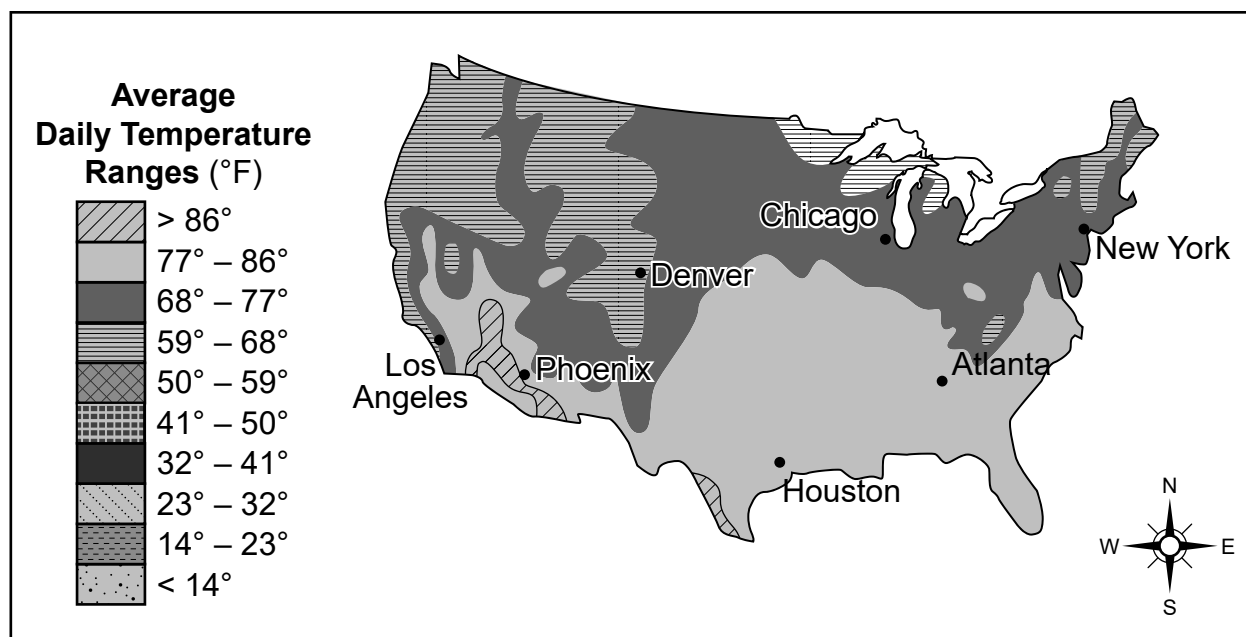 Average
Daily Temperature
Ranges (°F)
> 86°
77° – 86°
68° – 77°
59° – 68°
50° – 59°
41° – 50°
32° – 41°
23° – 32°
14° – 23°
< 14°
Chicago
New York
Denver
Los
Angeles
Phoenix
Atlanta
Houston
N
W
E
S